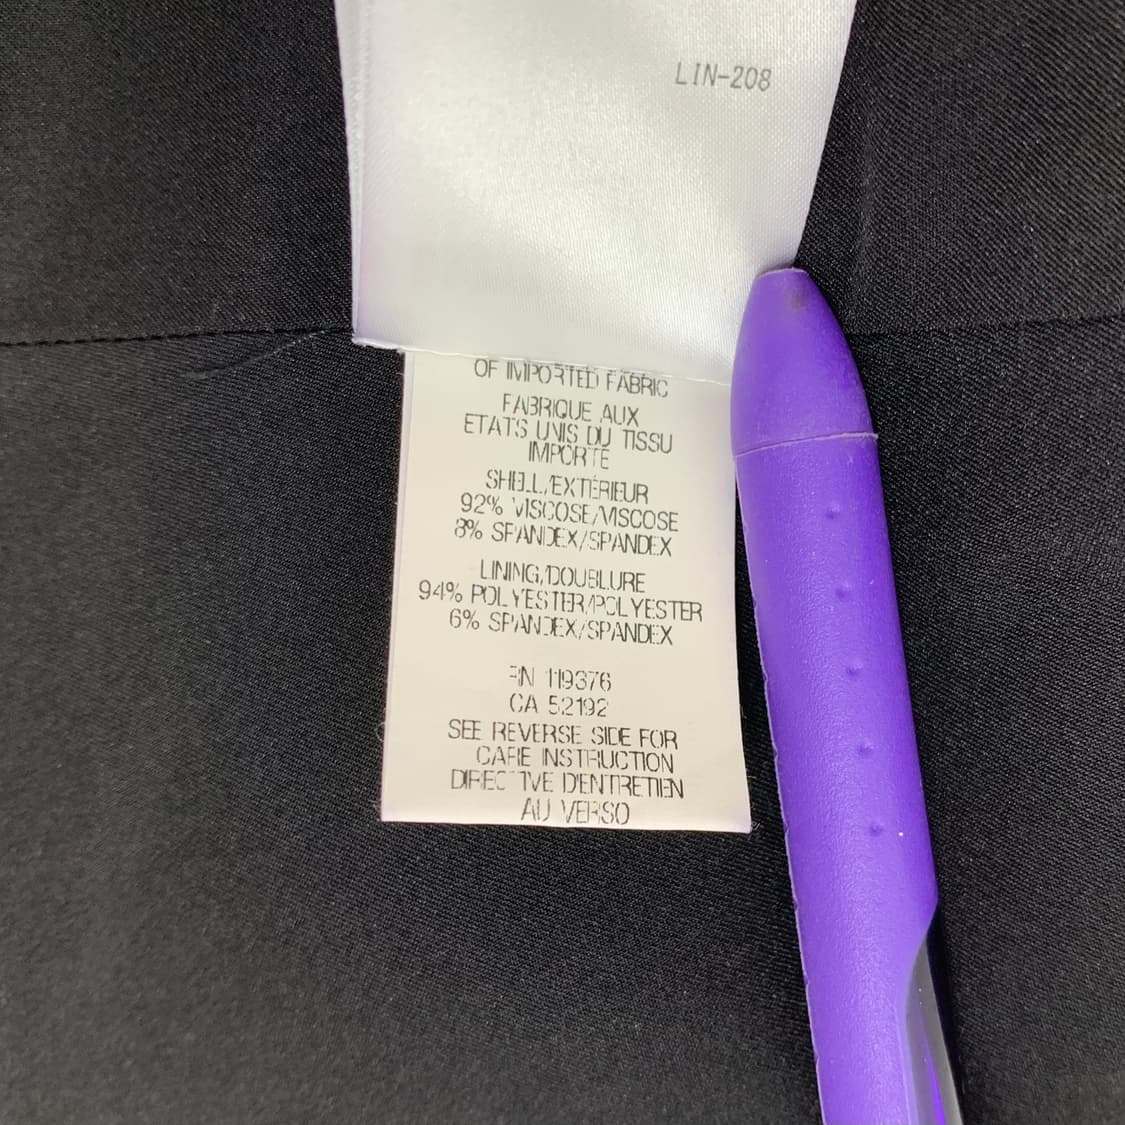 LIN-208
OF IMPORTED FABRIC
FABRIQUE AUX
ETATS UNIS DU TISSU
IMPORTÉ
SHELL/EXTÉRIEUR
92% VISCOSE/VISCOSE
8% SPANDEX/SPANDEX
LINING/DOUBLURE
94% POLYESTER/POLYESTER
6% SPANDEX/SPANDEX
RN 119376
CA 52192
SEE REVERSE SIDE FOR
CARE INSTRUCTION
DIRECTIVE D'ENTRETIEN
AU VERSO